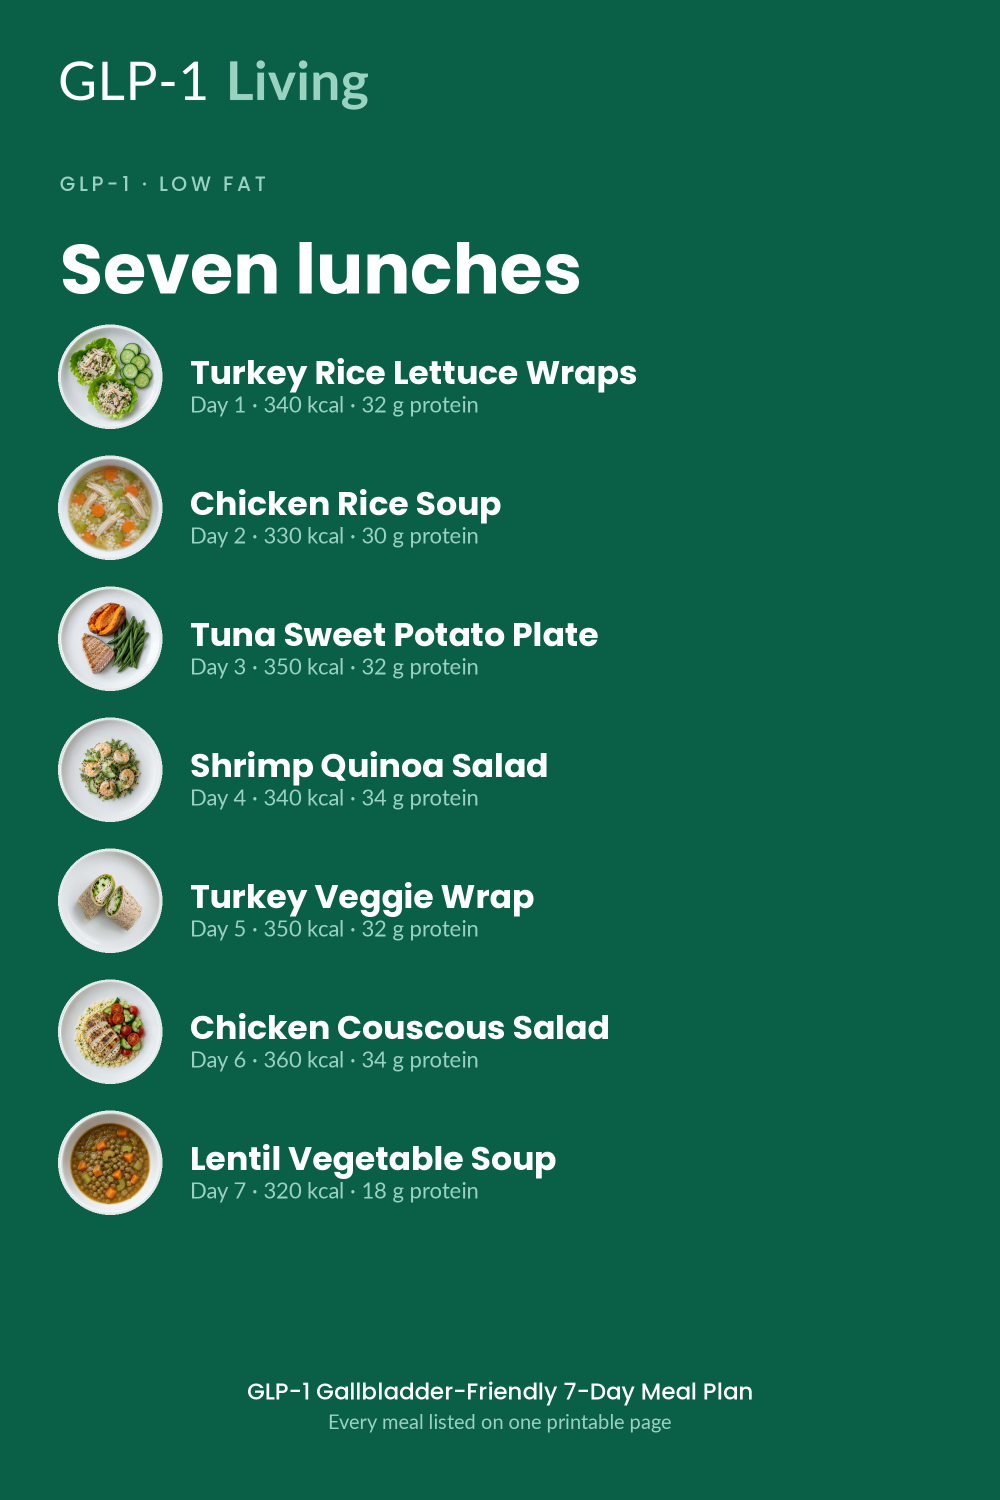 GLP-1 Living
GLP-1 · LOW FAT
Seven lunches
Turkey Rice Lettuce Wraps
Day 1 · 340 kcal · 32 g protein
Chicken Rice Soup
Day 2 · 330 kcal · 30 g protein
Tuna Sweet Potato Plate
Day 3 · 350 kcal · 32 g protein
Shrimp Quinoa Salad
Day 4 · 340 kcal · 34 g protein
Turkey Veggie Wrap
Day 5 · 350 kcal · 32 g protein
Chicken Couscous Salad
Day 6 · 360 kcal · 34 g protein
Lentil Vegetable Soup
Day 7 · 320 kcal · 18 g protein
GLP-1 Gallbladder-Friendly 7-Day Meal Plan
Every meal listed on one printable page